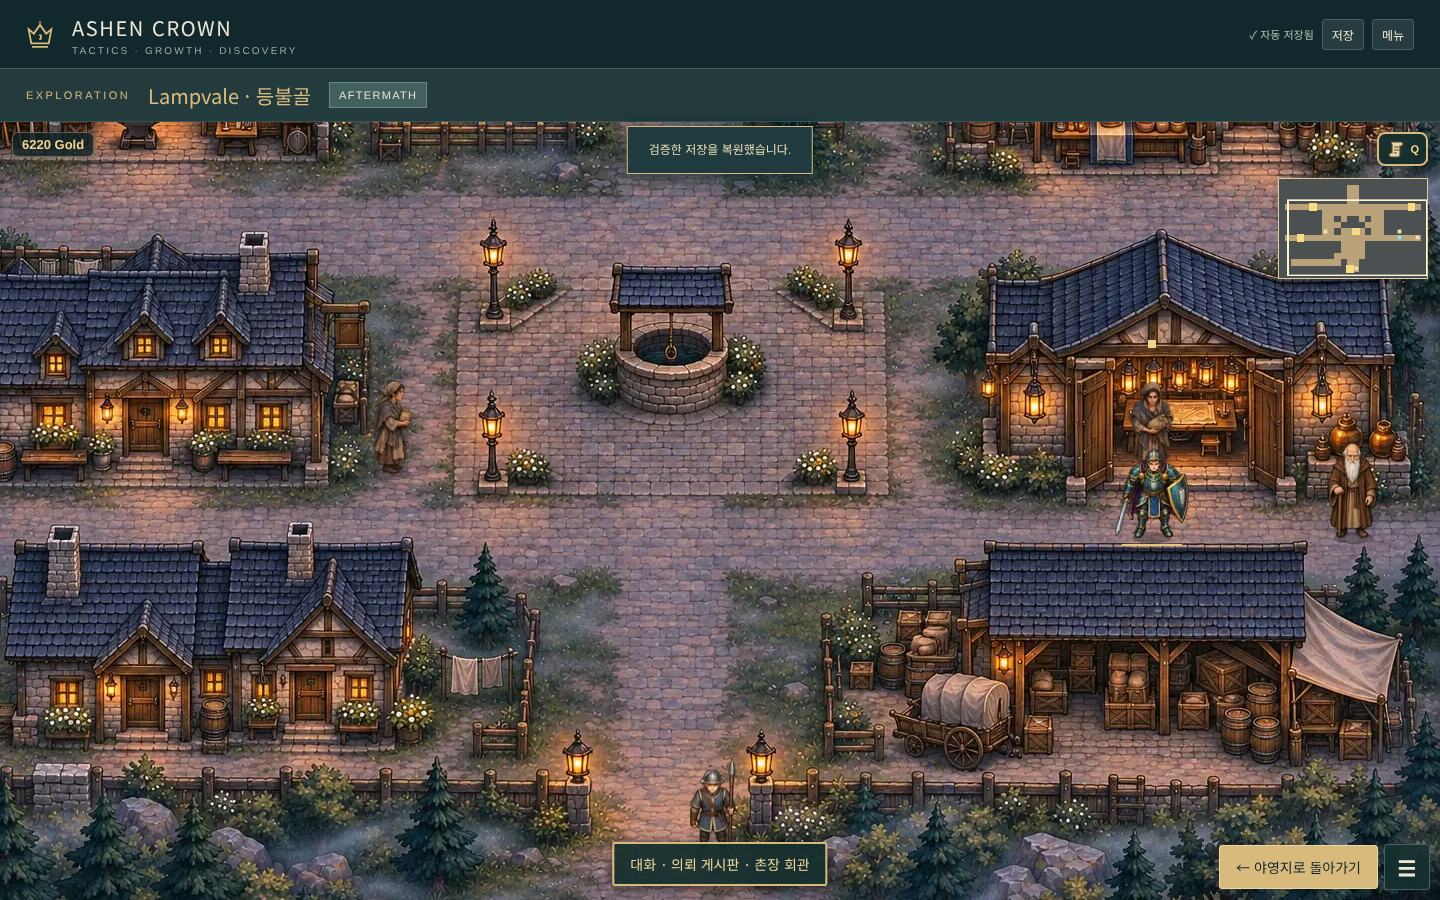 ASHEN CROWN
TACTICS · GROWTH · DISCOVERY
✓ 자동 저장됨
저장
메뉴
EXPLORATION
Lampvale · 등불골
AFTERMATH
6220 Gold
검증한 저장을 복원했습니다.
Q
대화 · 의뢰 게시판 · 촌장 회관
← 야영지로 돌아가기